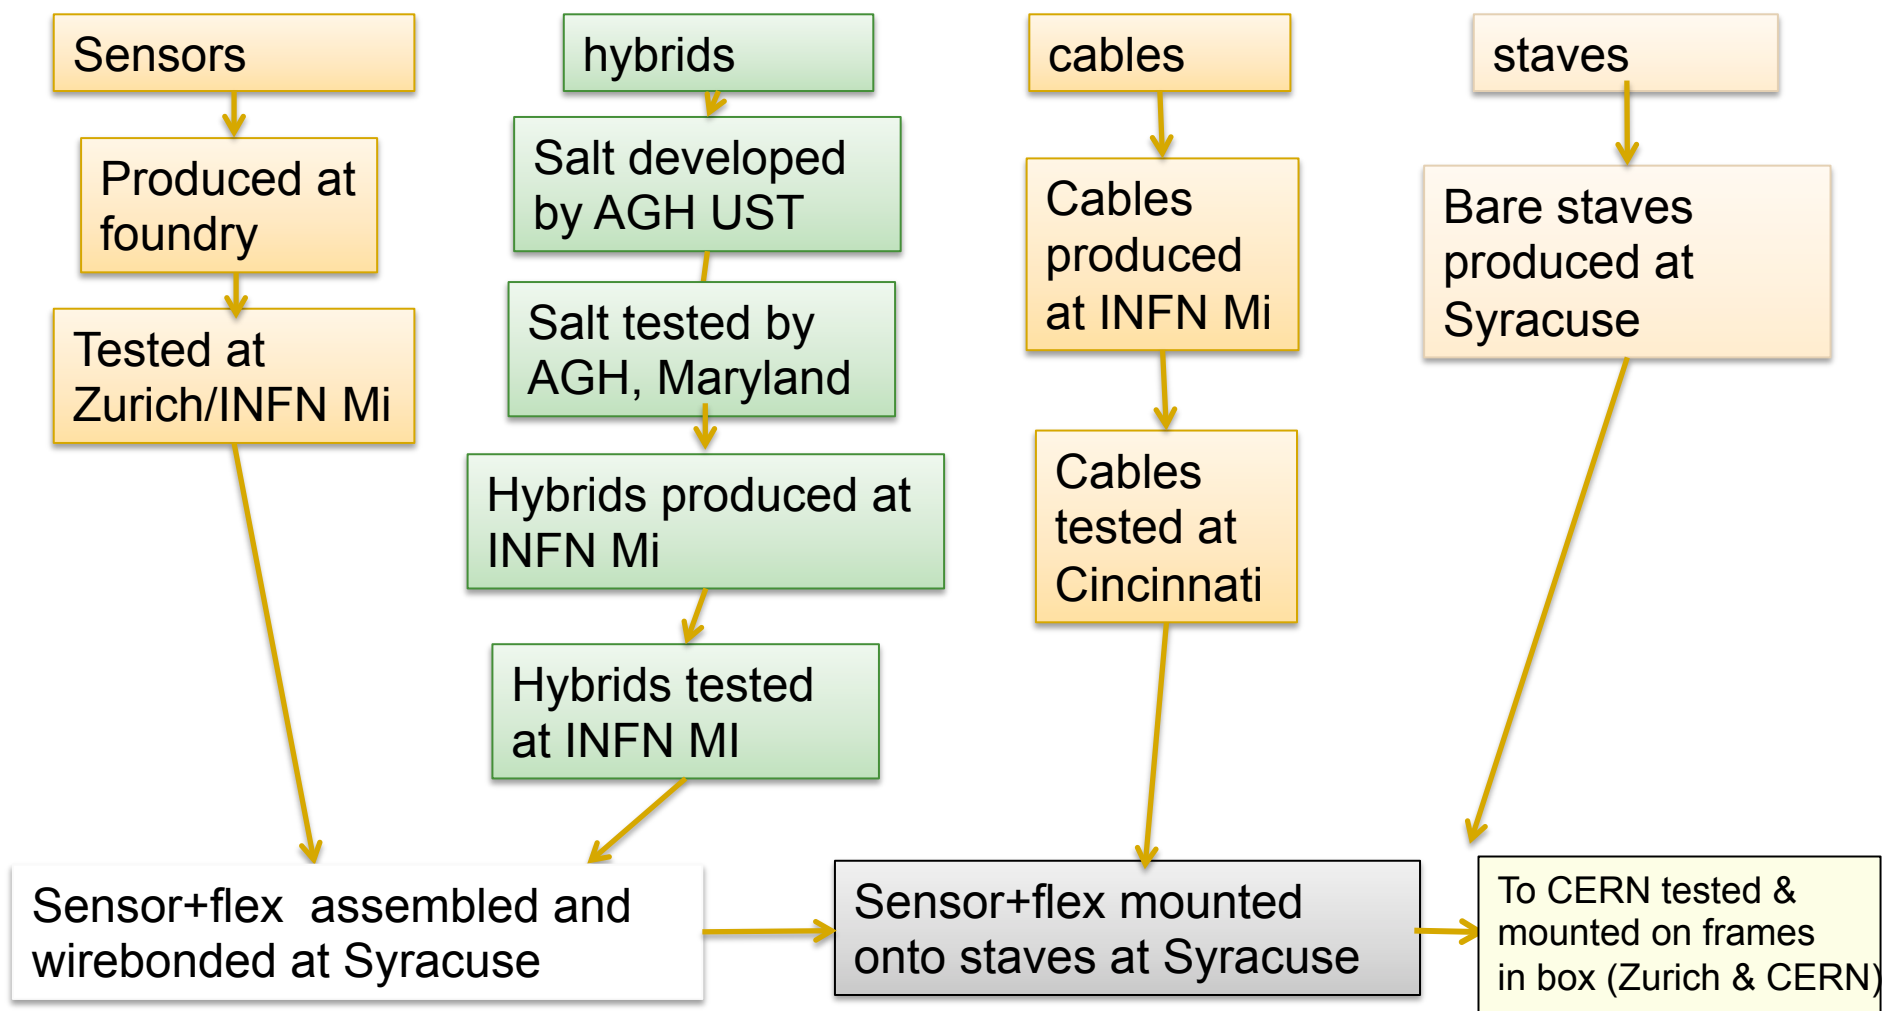 Sensors
hybrids
cables
staves
Produced at
foundry
Salt developed
by AGH UST
Cables
produced
at INFN Mi
Bare staves
produced at
Syracuse
Tested at
Zurich/INFN Mi
Salt tested by
AGH, Maryland
Hybrids produced at
INFN Mi
Cables
tested at
Cincinnati
Hybrids tested
at INFN MI
Sensor+flex  assembled and
wirebonded at Syracuse
Sensor+flex mounted
onto staves at Syracuse
To CERN tested &
mounted on frames
in box (Zurich & CERN)